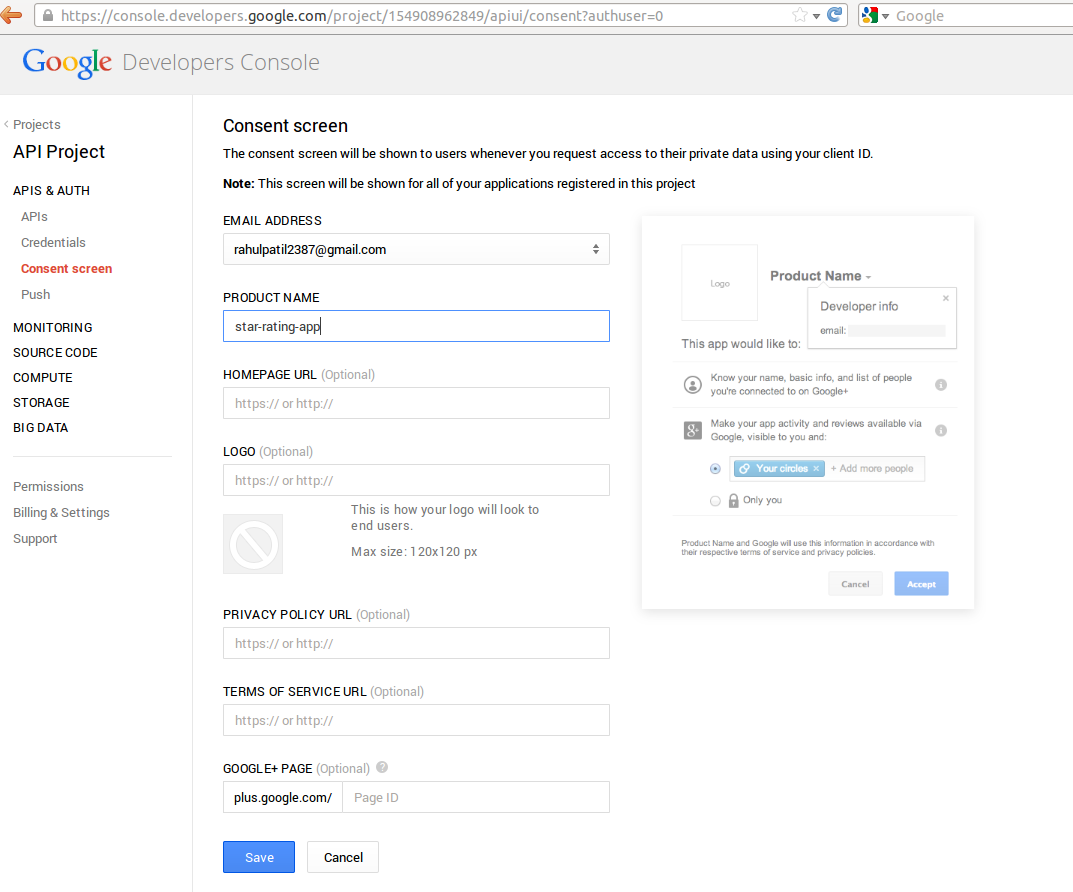 https://console.developers.google.com/project/154908962849/apiui/consent?authuser=0
Google
Google Developers Console
Projects
API Project
APIS & AUTH
APIs
Credentials
Consent screen
Push
MONITORING
SOURCE CODE
COMPUTE
STORAGE
BIG DATA
Permissions
Billing & Settings
Support
Consent screen
The consent screen will be shown to users whenever you request access to their private data using your client ID.
Note: This screen will be shown for all of your applications registered in this project
EMAIL ADDRESS
rahulpatil2387@gmail.com
PRODUCT NAME
star-rating-app
HOMEPAGE URL (Optional)
https:// or http://
LOGO (Optional)
https:// or http://
This is how your logo will look to
end users.
Max size: 120x120 px
PRIVACY POLICY URL (Optional)
https:// or http://
TERMS OF SERVICE URL (Optional)
https:// or http://
GOOGLE+ PAGE (Optional) ?
plus.google.com/ Page ID
Save Cancel
Logo
Product Name
Developer info ×
email:
This app would like to:
Know your name, basic info, and list of people
you're connected to on Google+
i
g+
Make your app activity and reviews available via
Google, visible to you and:
i
Your circles × + Add more people
Only you
Product Name and Google will use this information in accordance with
their respective terms of service and privacy policies.
Cancel Accept